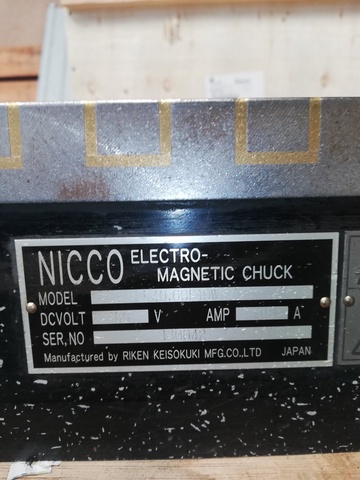 NICCO ELECTRO-
MAGNETIC CHUCK
MODEL
DCVOLT V AMP A
SER,NO
Manufactured by RIKEN KEISOKUKI MFG.CO.,LTD JAPAN